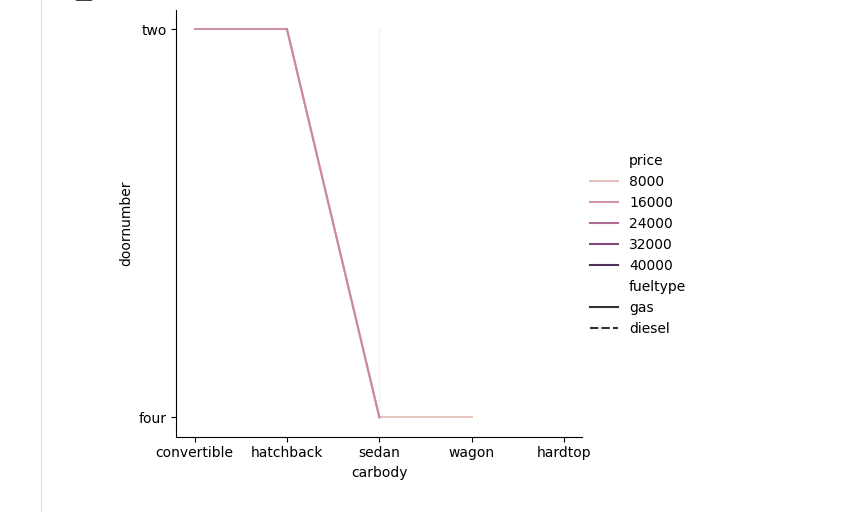 two
four
doornumber
convertible hatchback sedan wagon hardtop
carbody
price
8000
16000
24000
32000
40000
fueltype
gas
diesel